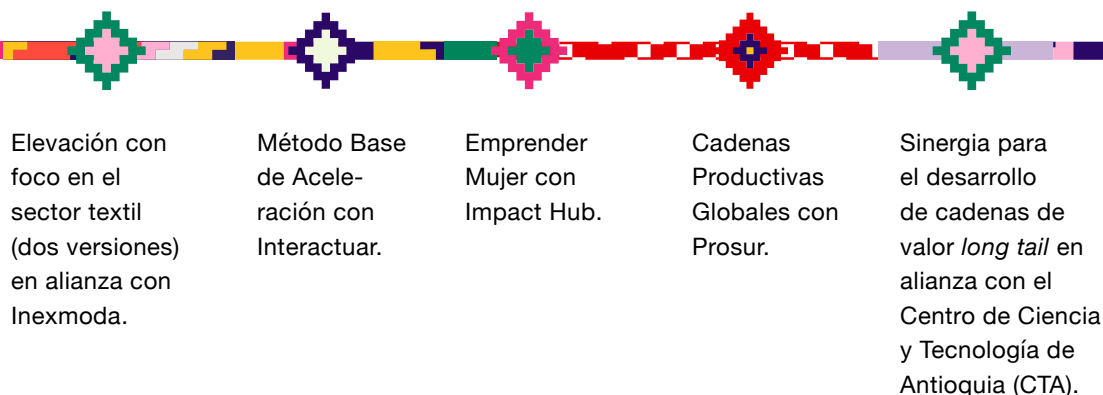 Elevación con
foco en el
sector textil
(dos versiones)
en alianza con
Inexmoda.
Método Base
de Acele-
ración con
Interactuar.
Emprender
Mujer con
Impact Hub.
Cadenas
Productivas
Globales con
Prosur.
Sinergia para
el desarrollo
de cadenas de
valor long tail en
alianza con el
Centro de Ciencia
y Tecnología de
Antioquia (CTA).